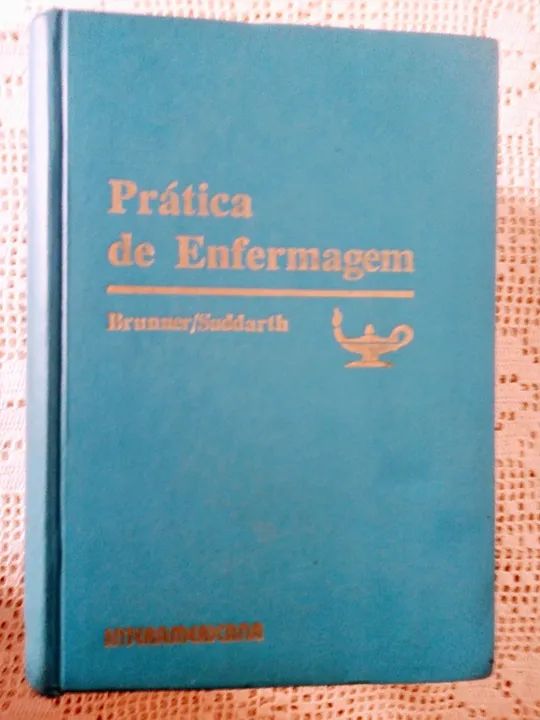 Prática
de Enfermagem
Brunner/Suddarth
INTERAMERICANA